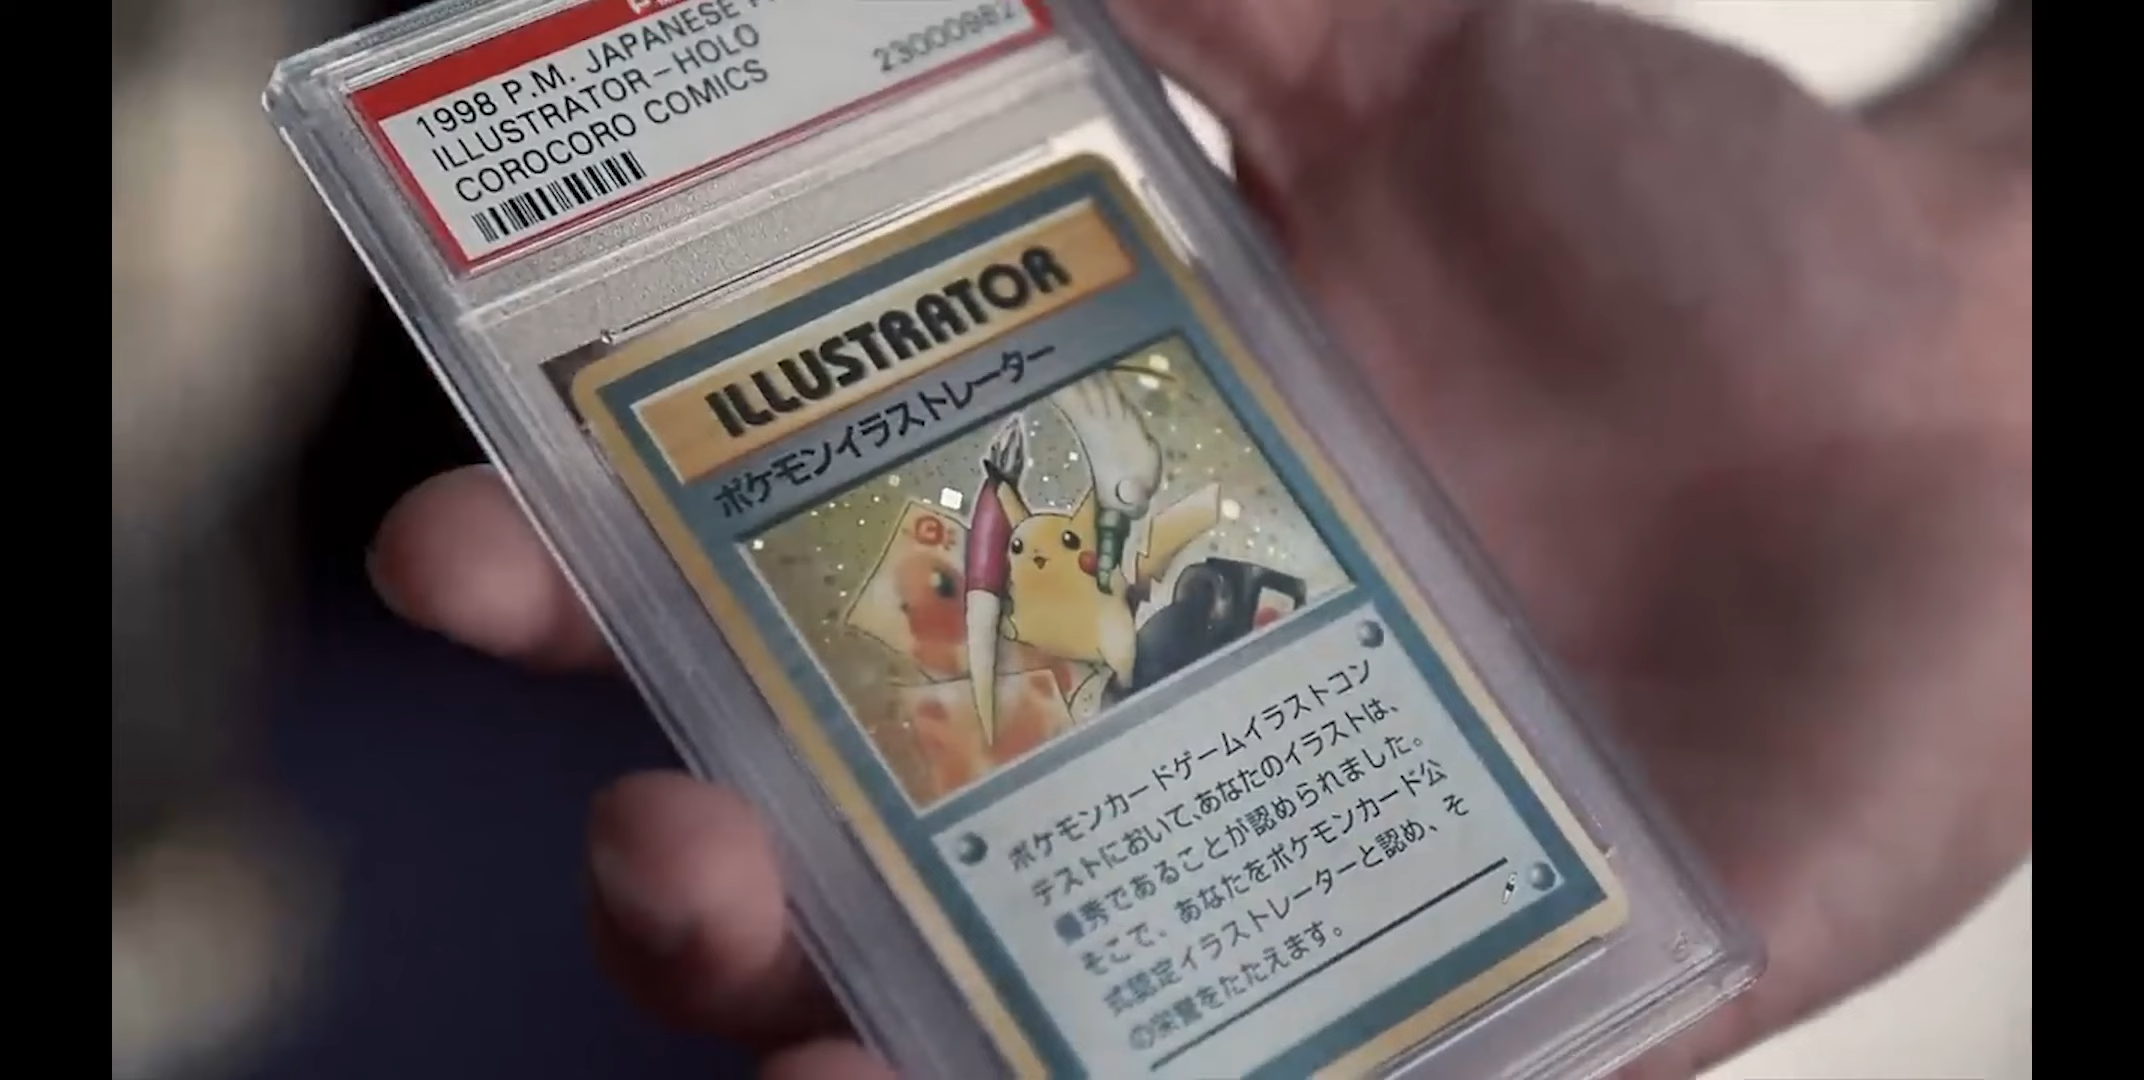 1998 P.M. JAPANESE
23000982
ILLUSTRATOR-HOLO
COROCORO COMICS
ILLUSTRATOR
ポケモンイラストレーター
ポケモンカードゲームイラストコン
テストにおいて、あなたのイラストは、
優秀であることが認められました。
そこで、あなたをポケモンカード公
式認定イラストレーターと認め、そ
の栄誉をたたえます。